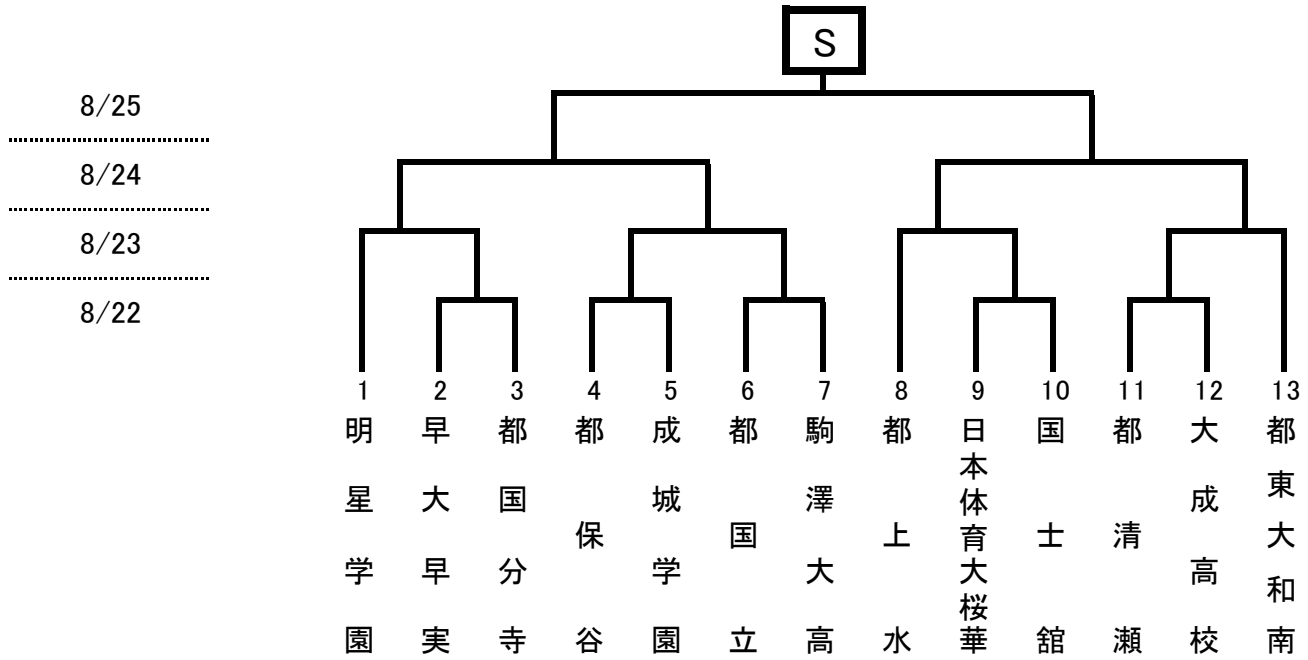 S
8/25
8/24
8/23
8/22
1
2
3
4
5
6
7
8
9
10
11
12
13
明星学園
早大早実
都国分寺
都保谷
成城学園
都国立
駒澤大高
都上水
日本体育大桜華
国士舘
都清瀬
大成高校
都東大和南